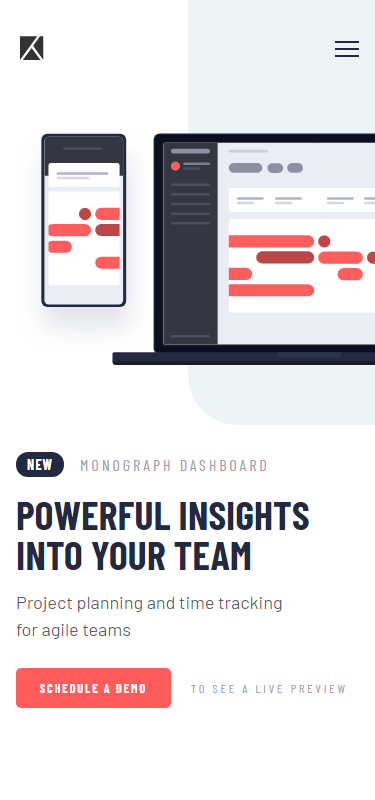 NEW MONOGRAPH DASHBOARD
POWERFUL INSIGHTS
INTO YOUR TEAM
Project planning and time tracking
for agile teams
SCHEDULE A DEMO TO SEE A LIVE PREVIEW